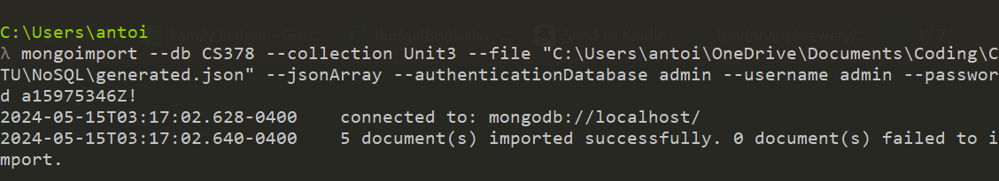 C:\Users\antoi
λ mongoimport --db CS378 --collection Unit3 --file "C:\Users\antoi\OneDrive\Documents\Coding\C
TU\NoSQL\generated.json" --jsonArray --authenticationDatabase admin --username admin --passwor
d a15975346Z!
2024-05-15T03:17:02.628-0400    connected to: mongodb://localhost/
2024-05-15T03:17:02.640-0400    5 document(s) imported successfully. 0 document(s) failed to i
mport.